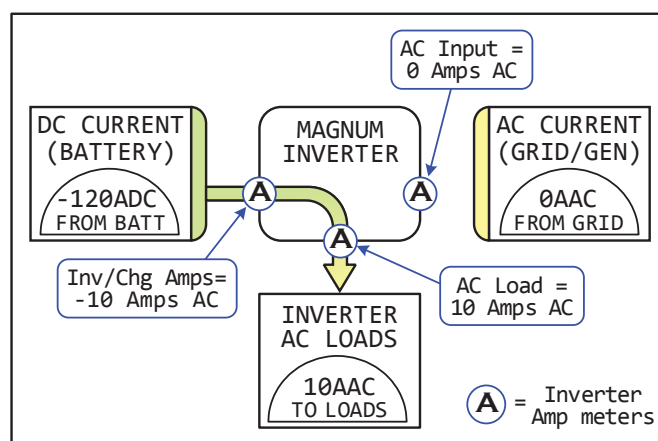 AC Input =
0 Amps AC
DC CURRENT
(BATTERY)
-120ADC
FROM BATT
MAGNUM
INVERTER
AC CURRENT
(GRID/GEN)
0AAC
FROM GRID
A
A
A
Inv/Chg Amps=
-10 Amps AC
AC Load =
10 Amps AC
INVERTER
AC LOADS
10AAC
TO LOADS
A = Inverter
Amp meters